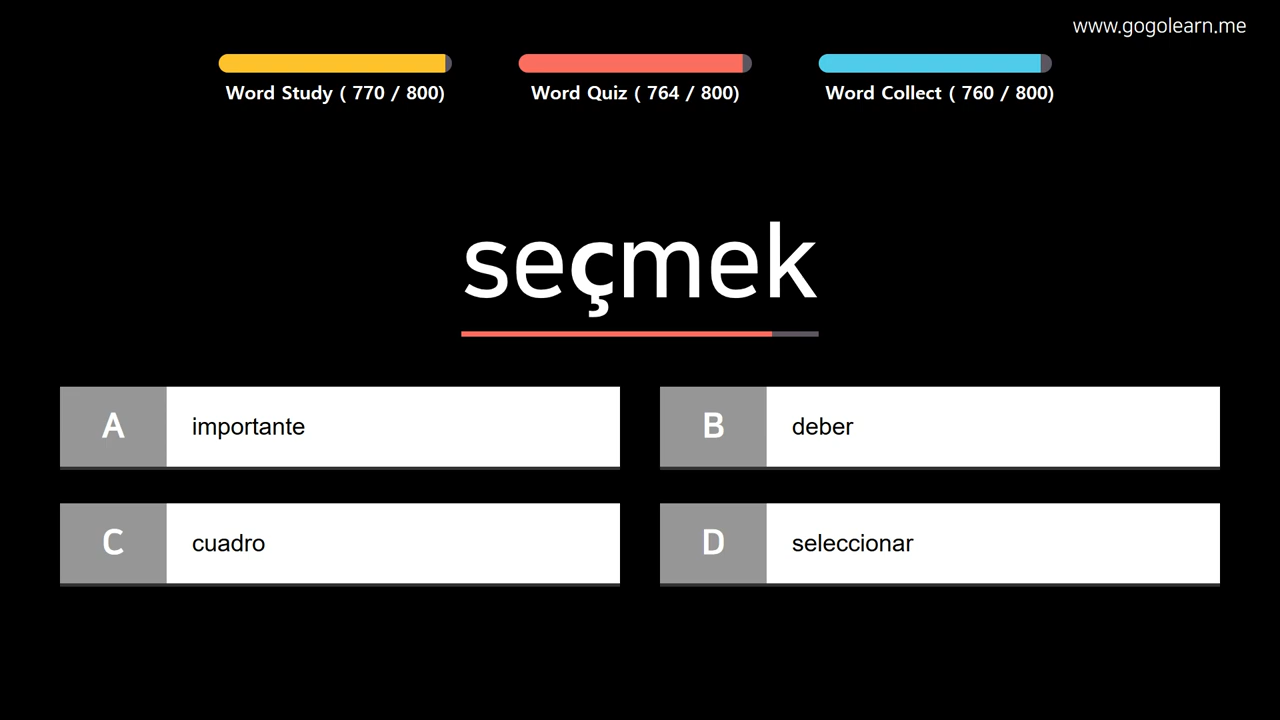 www.gogolearn.me
Word Study ( 770 / 800)
Word Quiz ( 764 / 800)
Word Collect ( 760 / 800)
seçmek
A importante
B deber
C cuadro
D seleccionar